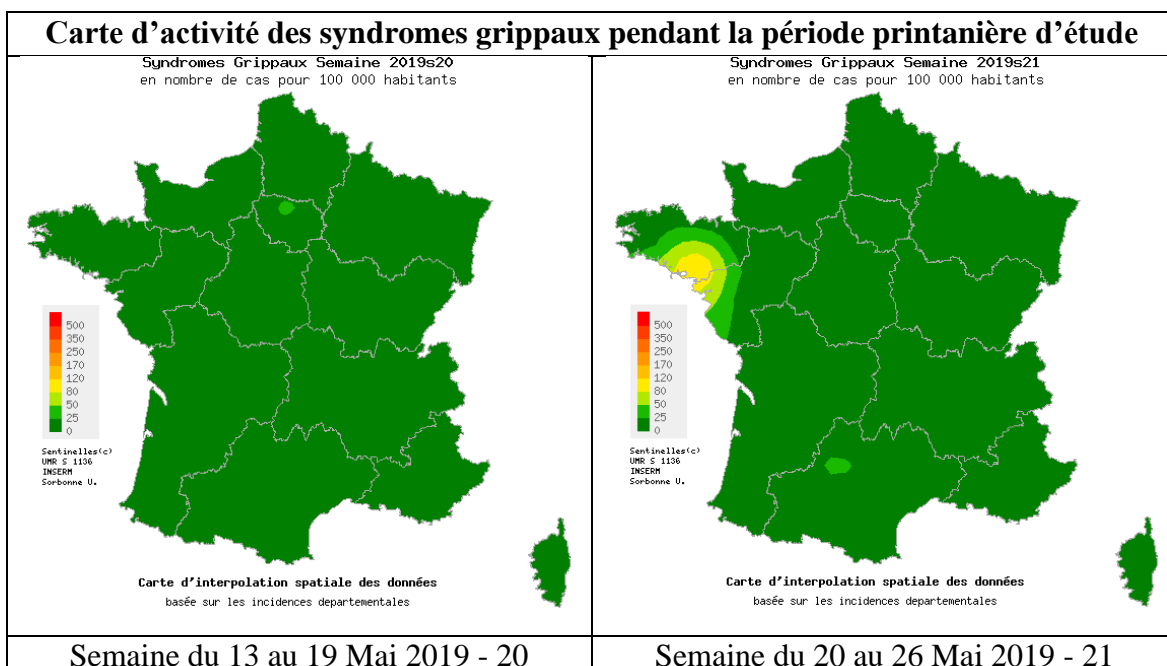 Carte d’activité des syndromes grippaux pendant la période printanière d’étude
Syndromes Grippaux Semaine 2019s20
en nombre de cas pour 100 000 habitants
500
350
250
170
120
80
50
25
0
Sentinelles(c)
UMR S 1136
INSERM
Sorbonne U.
Carte d’interpolation spatiale des données
basée sur les incidences departementales
Semaine du 13 au 19 Mai 2019 - 20
Syndromes Grippaux Semaine 2019s21
en nombre de cas pour 100 000 habitants
500
350
250
170
120
80
50
25
0
Sentinelles(c)
UMR S 1136
INSERM
Sorbonne U.
Carte d’interpolation spatiale des données
basée sur les incidences departementales
Semaine du 20 au 26 Mai 2019 - 21